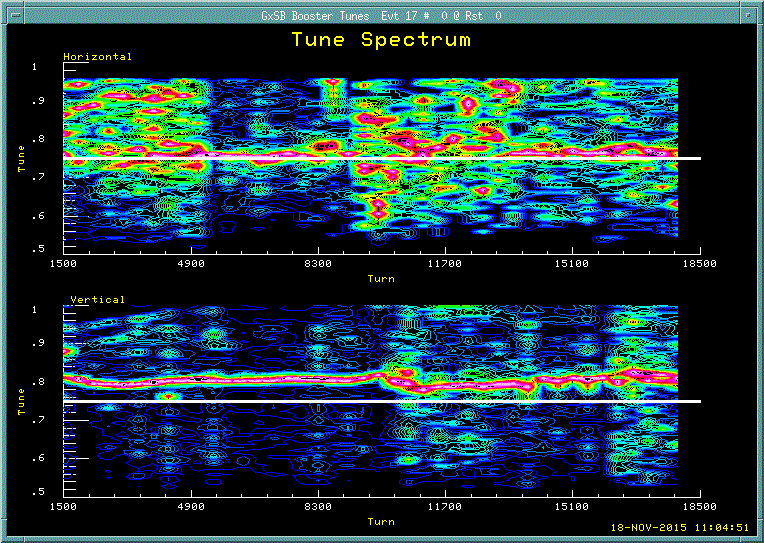 GxSB Booster Tunes Evt 17 # 0 @ Rst 0
Tune Spectrum
Horizontal
1
.9
.8
.7
.6
.5
Tune
1500 4900 8300 11700 15100 18500
Turn
Vertical
1
.9
.8
.7
.6
.5
Tune
1500 4900 8300 11700 15100 18500
Turn
18-NOV-2015 11:04:51